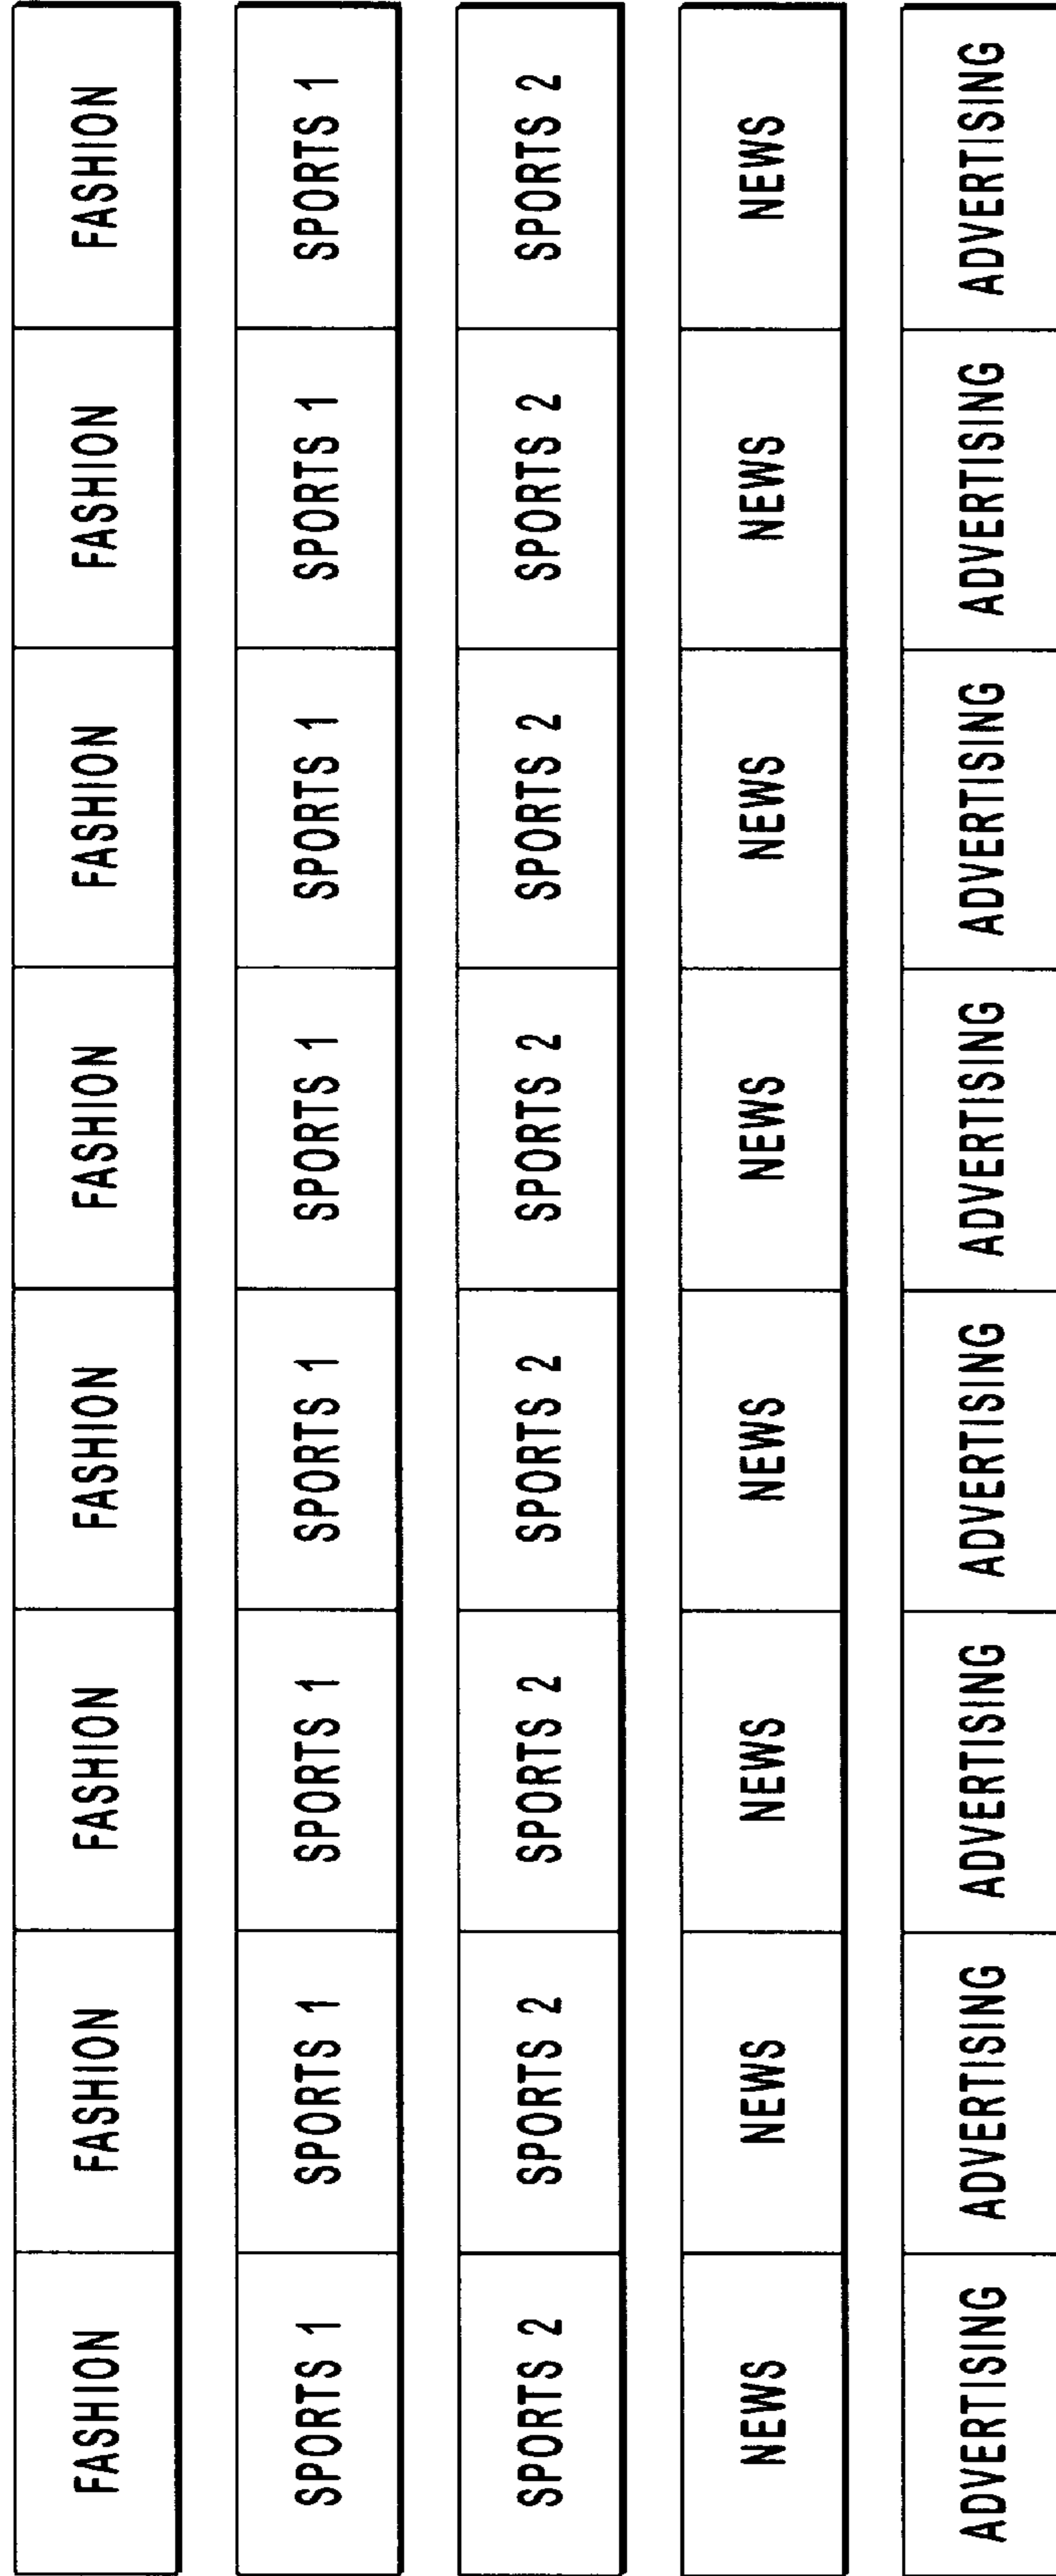 FASHION FASHION FASHION FASHION FASHION FASHION FASHION FASHION
SPORTS 1 SPORTS 1 SPORTS 1 SPORTS 1 SPORTS 1 SPORTS 1 SPORTS 1 SPORTS 1
SPORTS 2 SPORTS 2 SPORTS 2 SPORTS 2 SPORTS 2 SPORTS 2 SPORTS 2 SPORTS 2
NEWS NEWS NEWS NEWS NEWS NEWS NEWS NEWS
ADVERTISING ADVERTISING ADVERTISING ADVERTISING ADVERTISING ADVERTISING ADVERTISING ADVERTISING